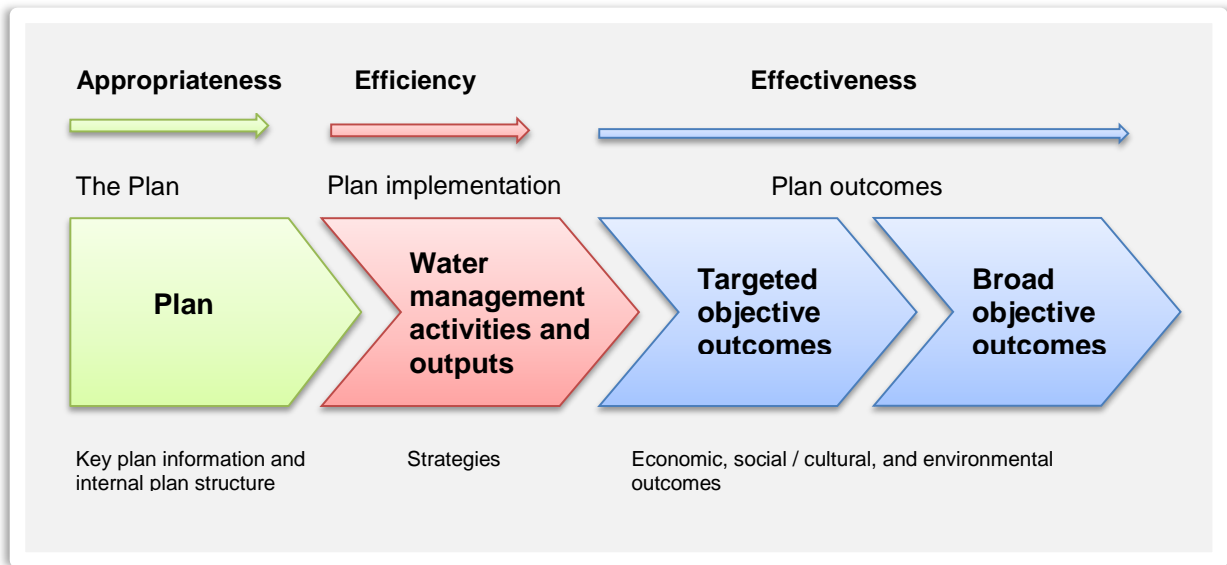 Appropriateness
Efficiency
Effectiveness
The Plan
Plan implementation
Plan outcomes
Plan
Water
management
activities and
outputs
Targeted
objective
outcomes
Broad
objective
outcomes
Key plan information and
internal plan structure
Strategies
Economic, social / cultural, and environmental
outcomes